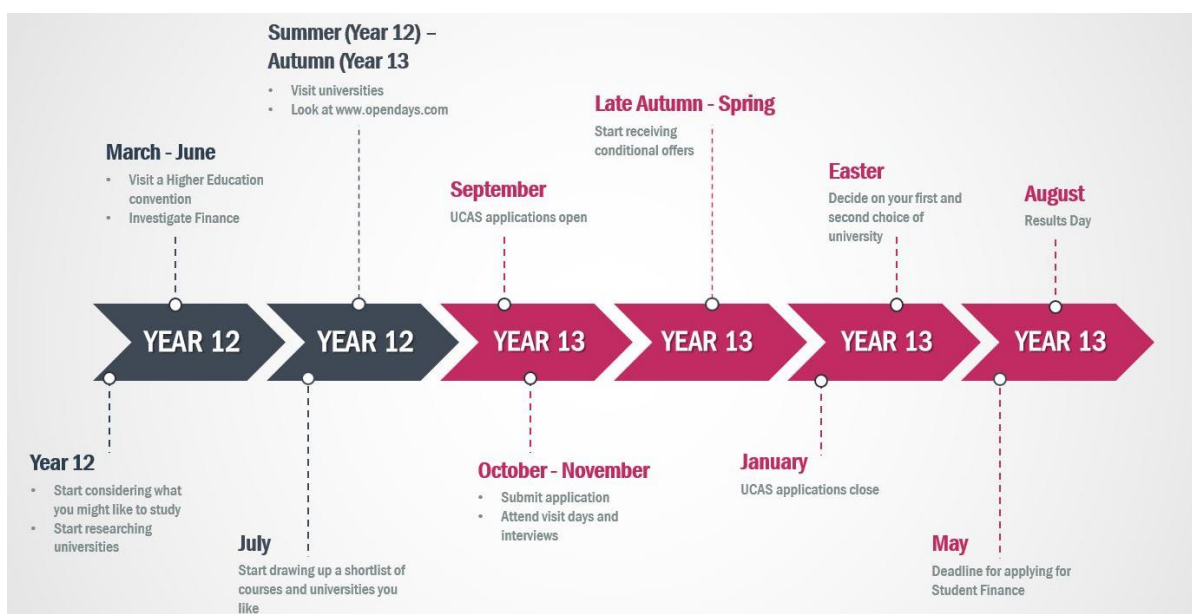 Summer (Year 12) –
Autumn (Year 13
• Visit universities
• Look at www.opendays.com
March - June
• Visit a Higher Education
convention
• Investigate Finance
September
UCAS applications open
Late Autumn - Spring
Start receiving
conditional offers
Easter
Decide on your first and
second choice of
university
August
Results Day
YEAR 12
YEAR 12
YEAR 13
YEAR 13
YEAR 13
YEAR 13
Year 12
• Start considering what
you might like to study
• Start researching
universities
July
Start drawing up a shortlist of
courses and universities you
like
October - November
• Submit application
• Attend visit days and
interviews
January
UCAS applications close
May
Deadline for applying for
Student Finance